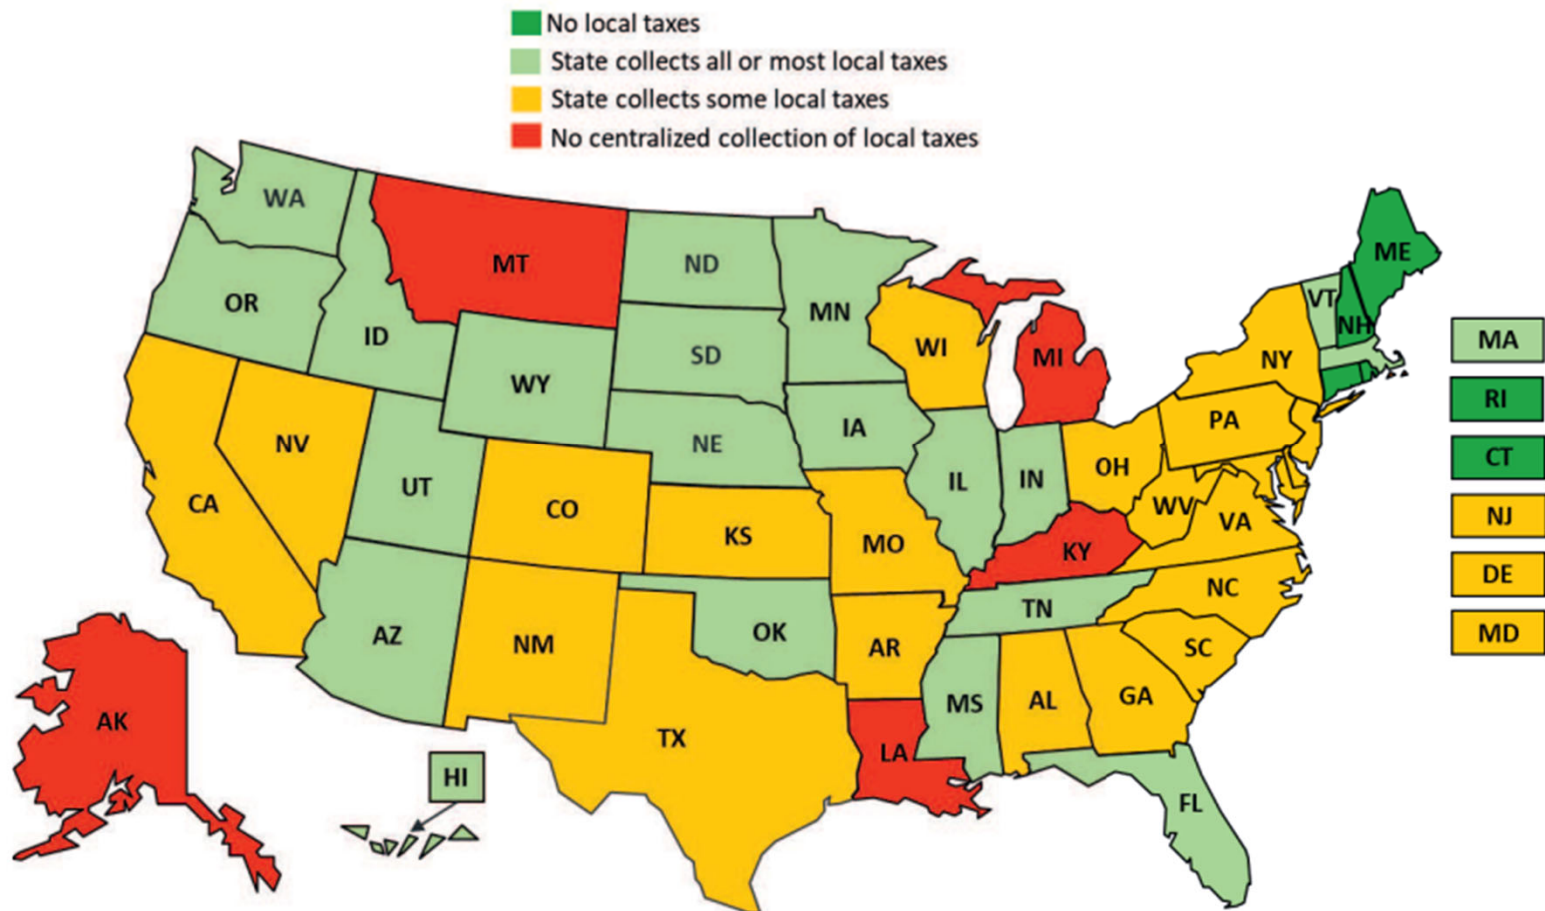 No local taxes
State collects all or most local taxes
State collects some local taxes
No centralized collection of local taxes
WA
MT
ND
MN
OR
ID
WY
SD
WI
MI
ME
VT
NH
NY
MA
RI
CT
NJ
DE
MD
NE
IA
PA
NV
UT
CO
CA
KS
MO
IL
IN
OH
WV
VA
KY
AZ
NM
OK
AR
TN
NC
SC
TX
LA
MS
AL
GA
FL
AK
HI